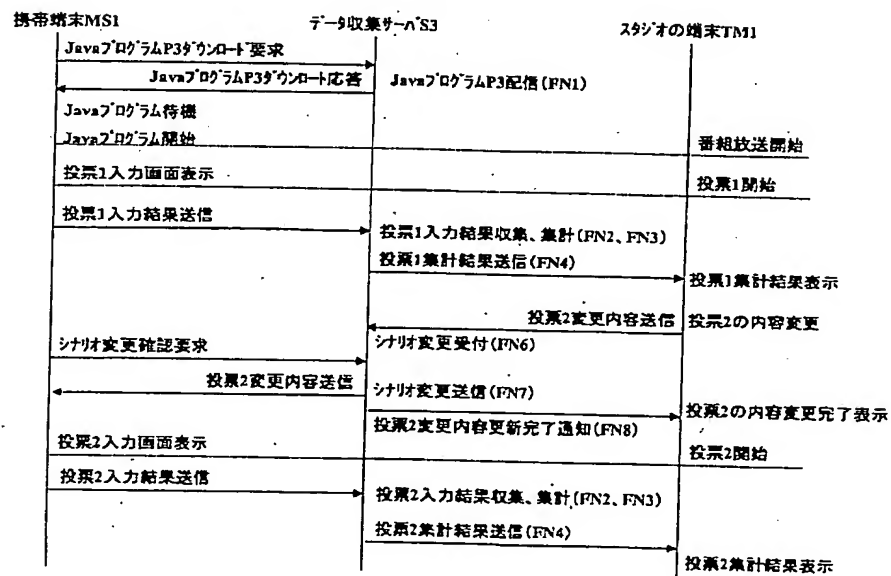 携帯端末MS1
データ収集サーバS3
スタジオの端末TM1
JavaプログラムP3ダウンロード要求
JavaプログラムP3ダウンロード応答
JavaプログラムP3配信(FN1)
Javaプログラム待機
Javaプログラム開始
番組放送開始
投票1入力画面表示
投票1開始
投票1入力結果送信
投票1入力結果収集、集計(FN2、FN3)
投票1集計結果送信(FN4)
投票1集計結果表示
投票2変更内容送信
投票2の内容変更
シナリオ変更確認要求
シナリオ変更受付(FN6)
投票2変更内容送信
シナリオ変更送信(FN7)
投票2の内容変更完了表示
投票2変更内容更新完了通知(FN8)
投票2入力画面表示
投票2開始
投票2入力結果送信
投票2入力結果収集、集計(FN2、FN3)
投票2集計結果送信(FN4)
投票2集計結果表示